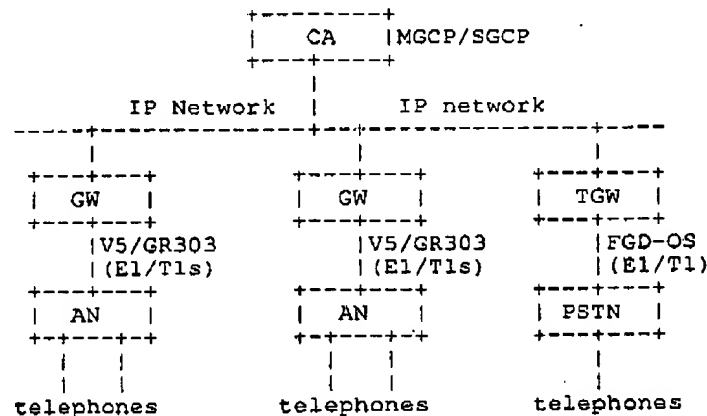 CA MGCP/SGCP
IP Network IP network
GW GW TGW
V5/GR303 V5/GR303 FGD-OS
(E1/T1s) (E1/T1s) (E1/T1)
AN AN PSTN
telephones telephones telephones